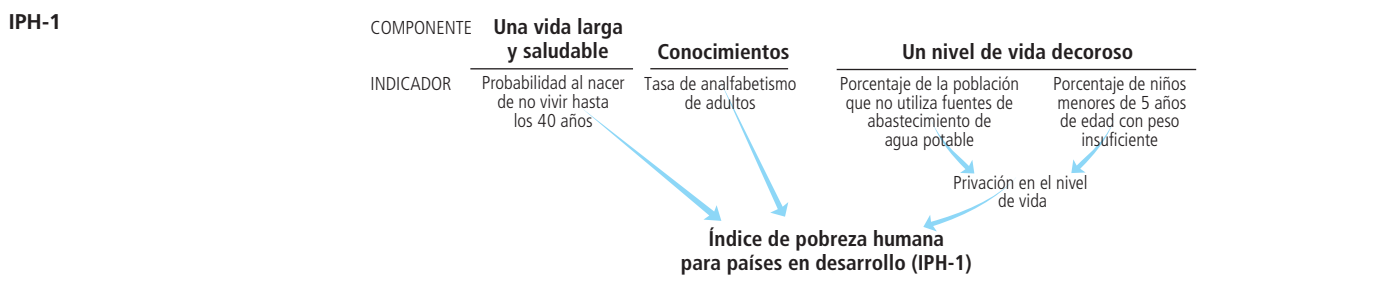 IPH-1
COMPONENTE
Una vida larga
y saludable
Conocimientos
Un nivel de vida decoroso
INDICADOR
Probabilidad al nacer
de no vivir hasta
los 40 años
Tasa de analfabetismo
de adultos
Porcentaje de la población
que no utiliza fuentes de
abastecimiento de
agua potable
Porcentaje de niños
menores de 5 años
de edad con peso
insuficiente
Privación en el nivel
de vida
Índice de pobreza humana
para países en desarrollo (IPH-1)